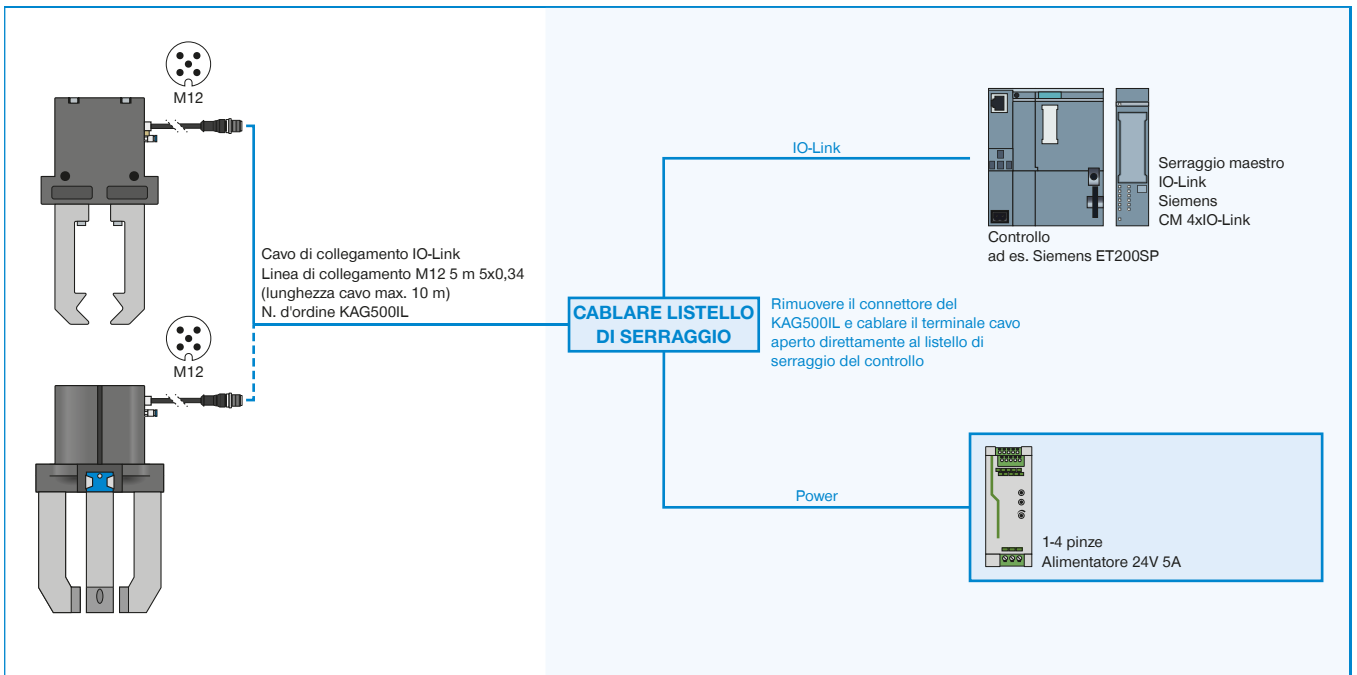 M12
Cavo di collegamento IO-Link
Linea di collegamento M12 5 m 5x0,34
(lunghezza cavo max. 10 m)
N. d'ordine KAG500IL
M12
CABLARE LISTELLO
DI SERRAGGIO
Rimuovere il connettore del
KAG500IL e cablare il terminale cavo
aperto direttamente al listello di
serraggio del controllo
IO-Link
Controllo
ad es. Siemens ET200SP
Serraggio maestro
IO-Link
Siemens
CM 4xIO-Link
Power
1-4 pinze
Alimentatore 24V 5A